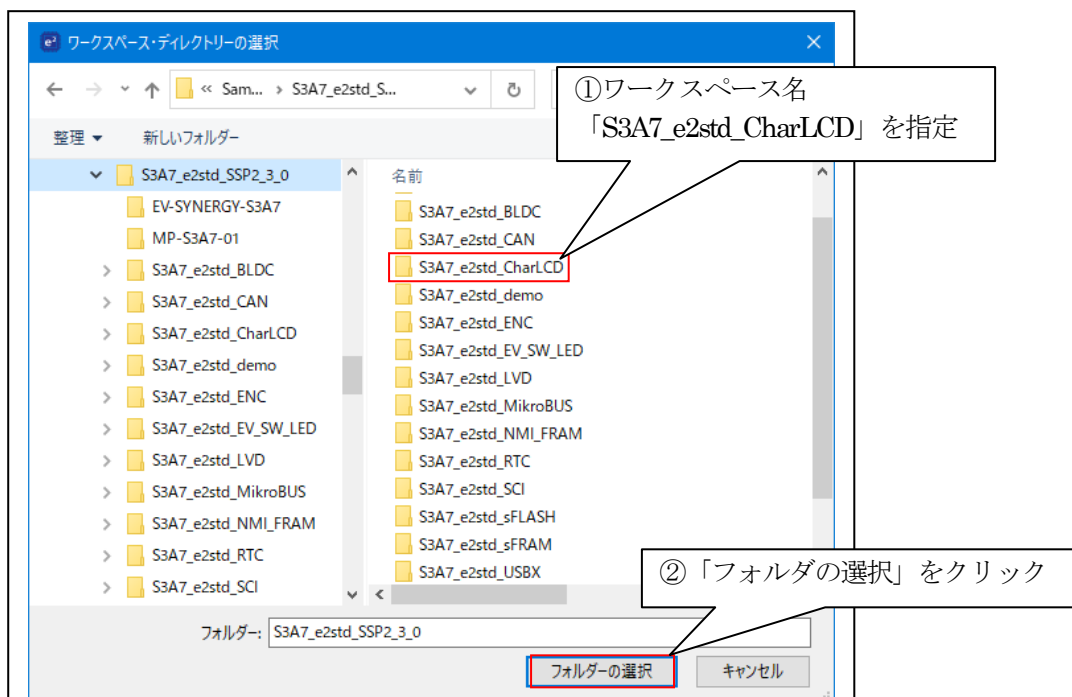 e² ワークスペース・ディレクトリーの選択
« Sam... › S3A7_e2std_S...
①ワークスペース名
「S3A7_e2std_CharLCD」を指定
整理 新しいフォルダー
S3A7_e2std_SSP2_3_0
EV-SYNERGY-S3A7
MP-S3A7-01
S3A7_e2std_BLDC
S3A7_e2std_CAN
S3A7_e2std_CharLCD
S3A7_e2std_demo
S3A7_e2std_ENC
S3A7_e2std_EV_SW_LED
S3A7_e2std_LVD
S3A7_e2std_MikroBUS
S3A7_e2std_NMI_FRAM
S3A7_e2std_RTC
S3A7_e2std_SCI
名前
S3A7_e2std_BLDC
S3A7_e2std_CAN
S3A7_e2std_CharLCD
S3A7_e2std_demo
S3A7_e2std_ENC
S3A7_e2std_EV_SW_LED
S3A7_e2std_LVD
S3A7_e2std_MikroBUS
S3A7_e2std_NMI_FRAM
S3A7_e2std_RTC
S3A7_e2std_SCI
S3A7_e2std_sFLASH
S3A7_e2std_sFRAM
S3A7_e2std_USBX
②「フォルダの選択」をクリック
フォルダー: S3A7_e2std_SSP2_3_0
フォルダーの選択 キャンセル